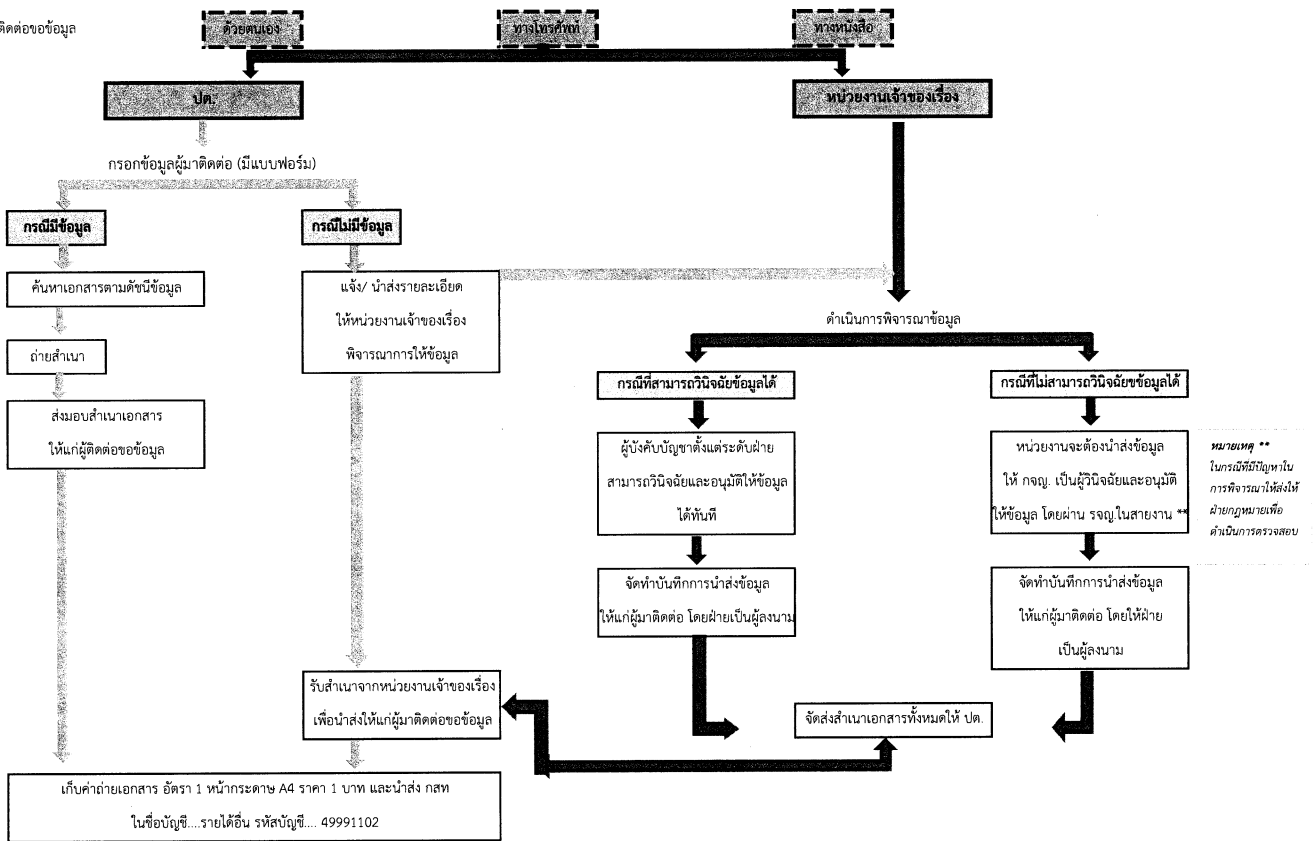 ติดต่อขอข้อมูล
ด้วยตนเอง
ทางโทรศัพท์
ทางหนังสือ
ปต.
หน่วยงานเจ้าของเรื่อง
กรอกข้อมูลผู้มาติดต่อ (มีแบบฟอร์ม)
กรณีมีข้อมูล
กรณีไม่มีข้อมูล
ค้นหาเอกสารตามดัชนีข้อมูล
ถ่ายสำเนา
ส่งมอบสำเนาเอกสาร
ให้แก่ผู้ติดต่อขอข้อมูล
แจ้ง/ นำส่งรายละเอียด
ให้หน่วยงานเจ้าของเรื่อง
พิจารณาการให้ข้อมูล
ดำเนินการพิจารณาข้อมูล
กรณีที่สามารถวินิจฉัยข้อมูลได้
กรณีที่ไม่สามารถวินิจฉัยขข้อมูลได้
ผู้บังคับบัญชาตั้งแต่ระดับฝ่าย
สามารถวินิจฉัยและอนุมัติให้ข้อมูล
ได้ทันที
หน่วยงานจะต้องนำส่งข้อมูล
ให้ กจญ. เป็นผู้วินิจฉัยและอนุมัติ
ให้ข้อมูล โดยผ่าน รจญ.ในสายงาน **
หมายเหตุ **
ในกรณีที่มีปัญหาใน
การพิจารณาให้ส่งให้
ฝ่ายกฎหมายเพื่อ
ดำเนินการตรวจสอบ
จัดทำบันทึกการนำส่งข้อมูล
ให้แก่ผู้มาติดต่อ โดยฝ่ายเป็นผู้ลงนาม
จัดทำบันทึกการนำส่งข้อมูล
ให้แก่ผู้มาติดต่อ โดยให้ฝ่าย
เป็นผู้ลงนาม
รับสำเนาจากหน่วยงานเจ้าของเรื่อง
เพื่อนำส่งให้แก่ผู้มาติดต่อขอข้อมูล
จัดส่งสำเนาเอกสารทั้งหมดให้ ปต.
เก็บค่าถ่ายเอกสาร อัตรา 1 หน้ากระดาษ A4 ราคา 1 บาท และนำส่ง กสท
ในชื่อบัญชี....รายได้อื่น รหัสบัญชี.... 49991102